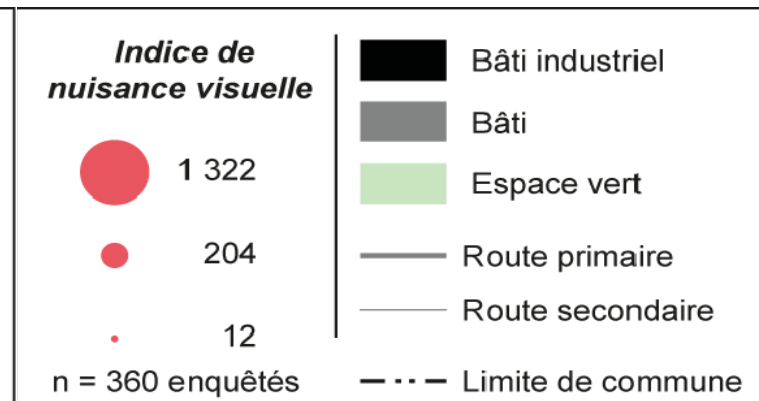 Indice de
nuisance visuelle
1 322
204
12
n = 360 enquêtés
Bâti industriel
Bâti
Espace vert
Route primaire
Route secondaire
Limite de commune